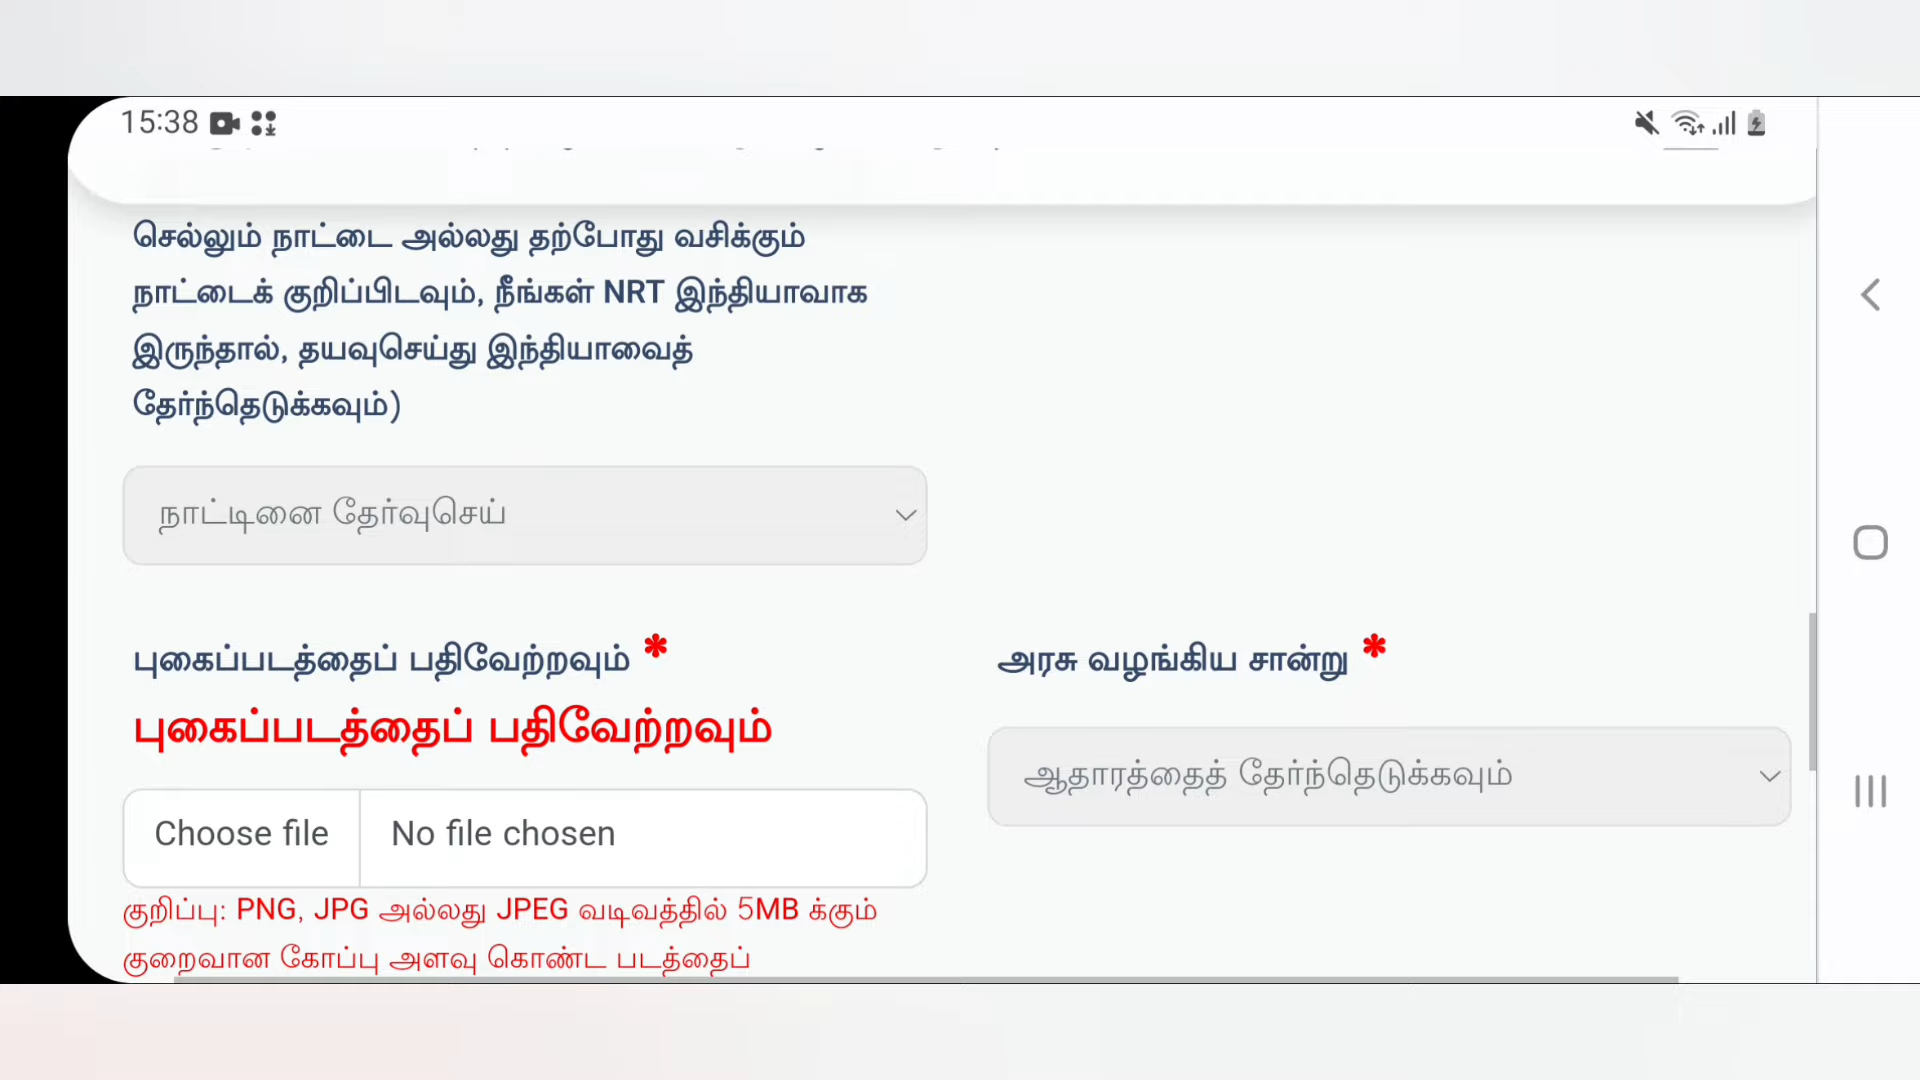 15:38
செல்லும் நாட்டை அல்லது தற்போது வசிக்கும்
நாட்டைக் குறிப்பிடவும், நீங்கள் NRT இந்தியாவாக
இருந்தால், தயவுசெய்து இந்தியாவைத்
தேர்ந்தெடுக்கவும்)
நாட்டினை தேர்வுசெய்
புகைப்படத்தைப் பதிவேற்றவும் *
புகைப்படத்தைப் பதிவேற்றவும்
Choose file No file chosen
குறிப்பு: PNG, JPG அல்லது JPEG வடிவத்தில் 5MB க்கும்
குறைவான கோப்பு அளவு கொண்ட படத்தைப்
அரசு வழங்கிய சான்று *
ஆதாரத்தைத் தேர்ந்தெடுக்கவும்